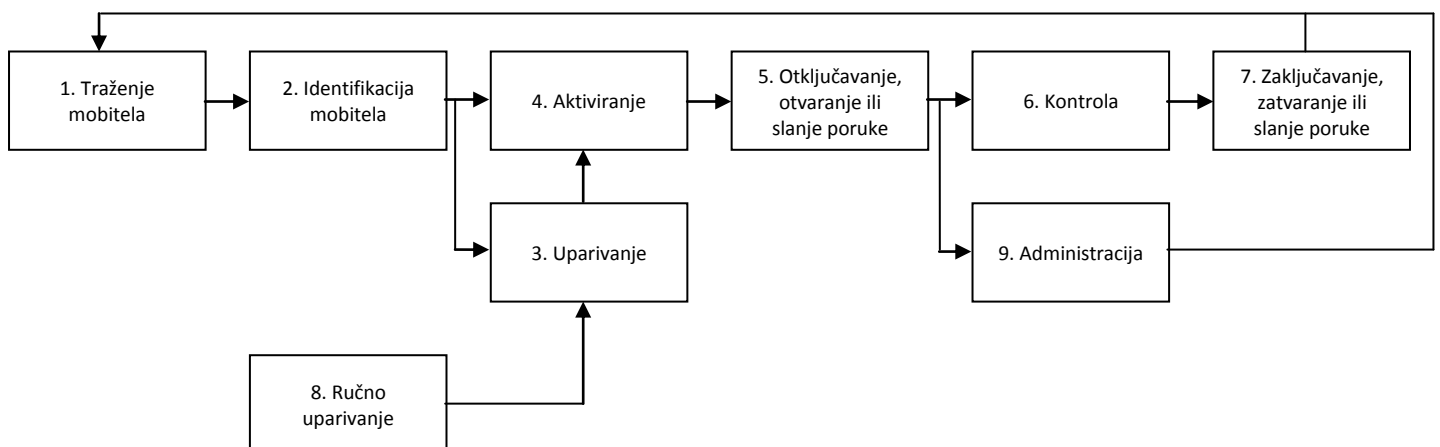 1. Traženje
mobitela
2. Identifikacija
mobitela
4. Aktiviranje
5. Otključavanje,
otvaranje ili
slanje poruke
6. Kontrola
7. Zaključavanje,
zatvaranje ili
slanje poruke
3. Uparivanje
9. Administracija
8. Ručno
uparivanje